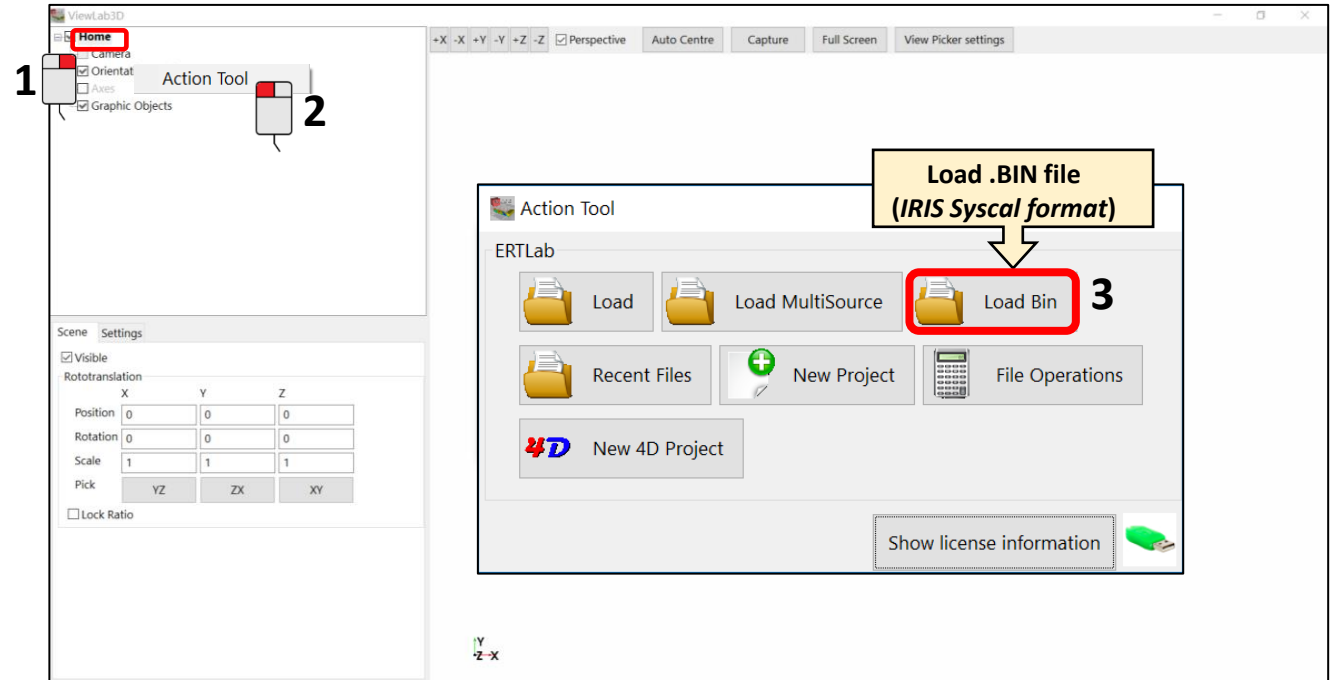 ViewLab3D
Home
Camera
1
Orientat
Action Tool
Axes
2
Graphic Objects
+X -X +Y -Y +Z -Z Perspective Auto Centre Capture Full Screen View Picker settings
Load .BIN file
(IRIS Syscal format)
Action Tool
ERTLab
Load Load MultiSource Load Bin 3
Recent Files New Project File Operations
4D New 4D Project
Show license information
Scene Settings
Visible
Rototranslation
X Y Z
Position 0 0 0
Rotation 0 0 0
Scale 1 1 1
Pick YZ ZX XY
Lock Ratio
Y
Z X